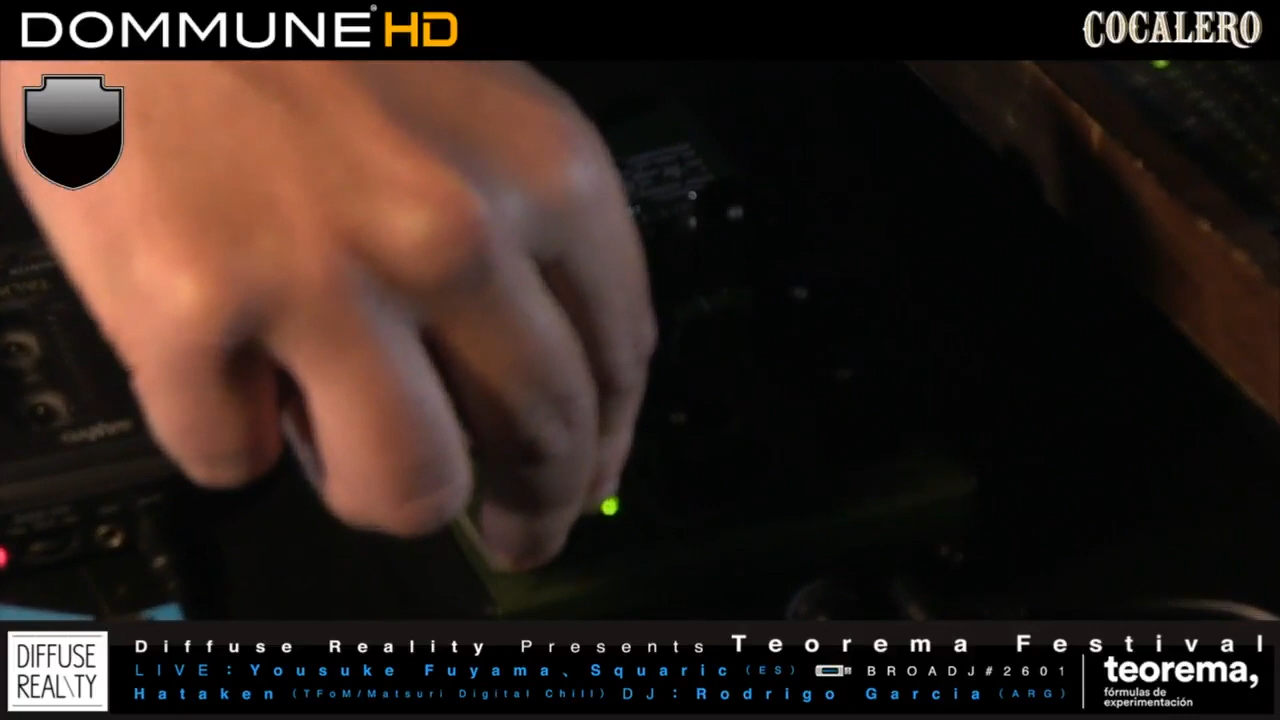 DOMMUNE® HD
COCALERO
DIFFUSE
REALITY
Diffuse Reality Presents Teorema Festival
LIVE：Yousuke Fuyama、Squaric (ES) BROADJ#2601
Hataken (TFoM/Matsuri Digital Chill) DJ：Rodrigo Garcia (ARG)
teorema,
fórmulas de
experimentación